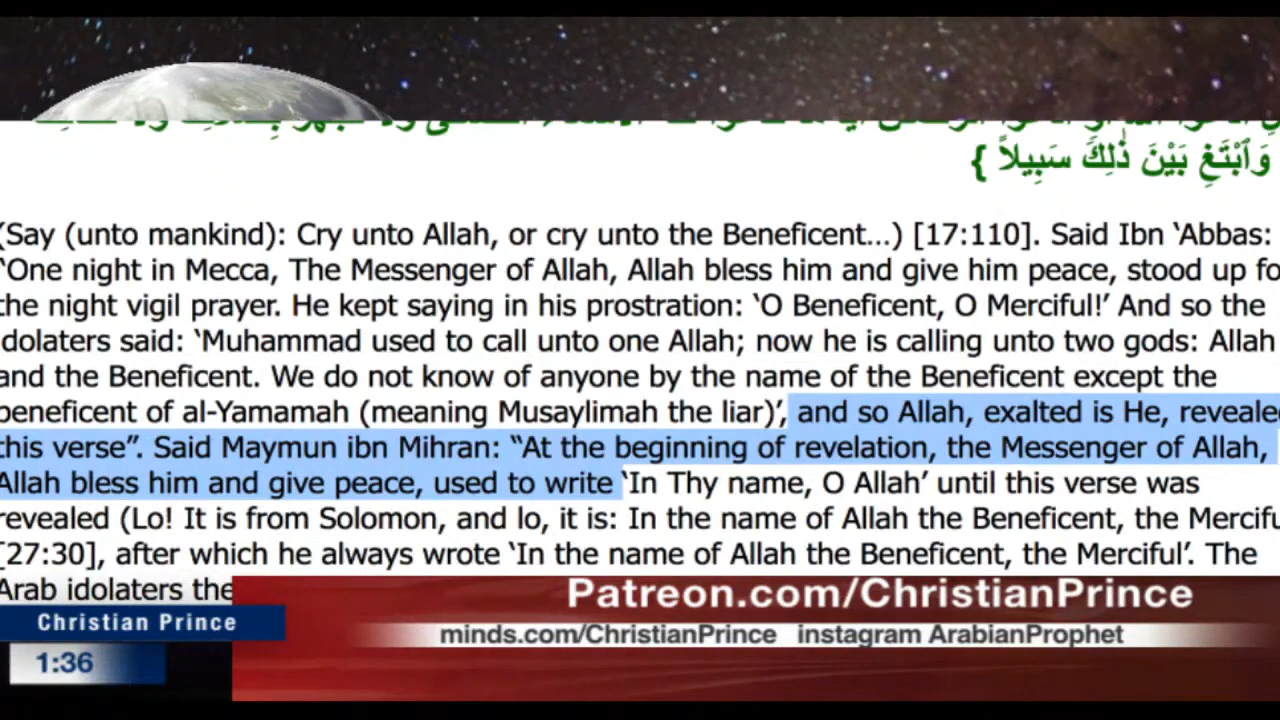 وَٱبْتَغِ بَيْنَ ذٰلِكَ سَبِيلاً }
(Say (unto mankind): Cry unto Allah, or cry unto the Beneficent...) [17:110]. Said Ibn ‘Abbas:
“One night in Mecca, The Messenger of Allah, Allah bless him and give him peace, stood up fo
the night vigil prayer. He kept saying in his prostration: ‘O Beneficent, O Merciful!’ And so the
idolaters said: ‘Muhammad used to call unto one Allah; now he is calling unto two gods: Allah
and the Beneficent. We do not know of anyone by the name of the Beneficent except the
beneficent of al-Yamamah (meaning Musaylimah the liar)’, and so Allah, exalted is He, reveale
this verse”. Said Maymun ibn Mihran: “At the beginning of revelation, the Messenger of Allah,
Allah bless him and give peace, used to write ‘In Thy name, O Allah’ until this verse was
revealed (Lo! It is from Solomon, and lo, it is: In the name of Allah the Beneficent, the Mercifu
[27:30], after which he always wrote ‘In the name of Allah the Beneficent, the Merciful’. The
Arab idolaters the
Patreon.com/ChristianPrince
Christian Prince
minds.com/ChristianPrince instagram ArabianProphet
1:36